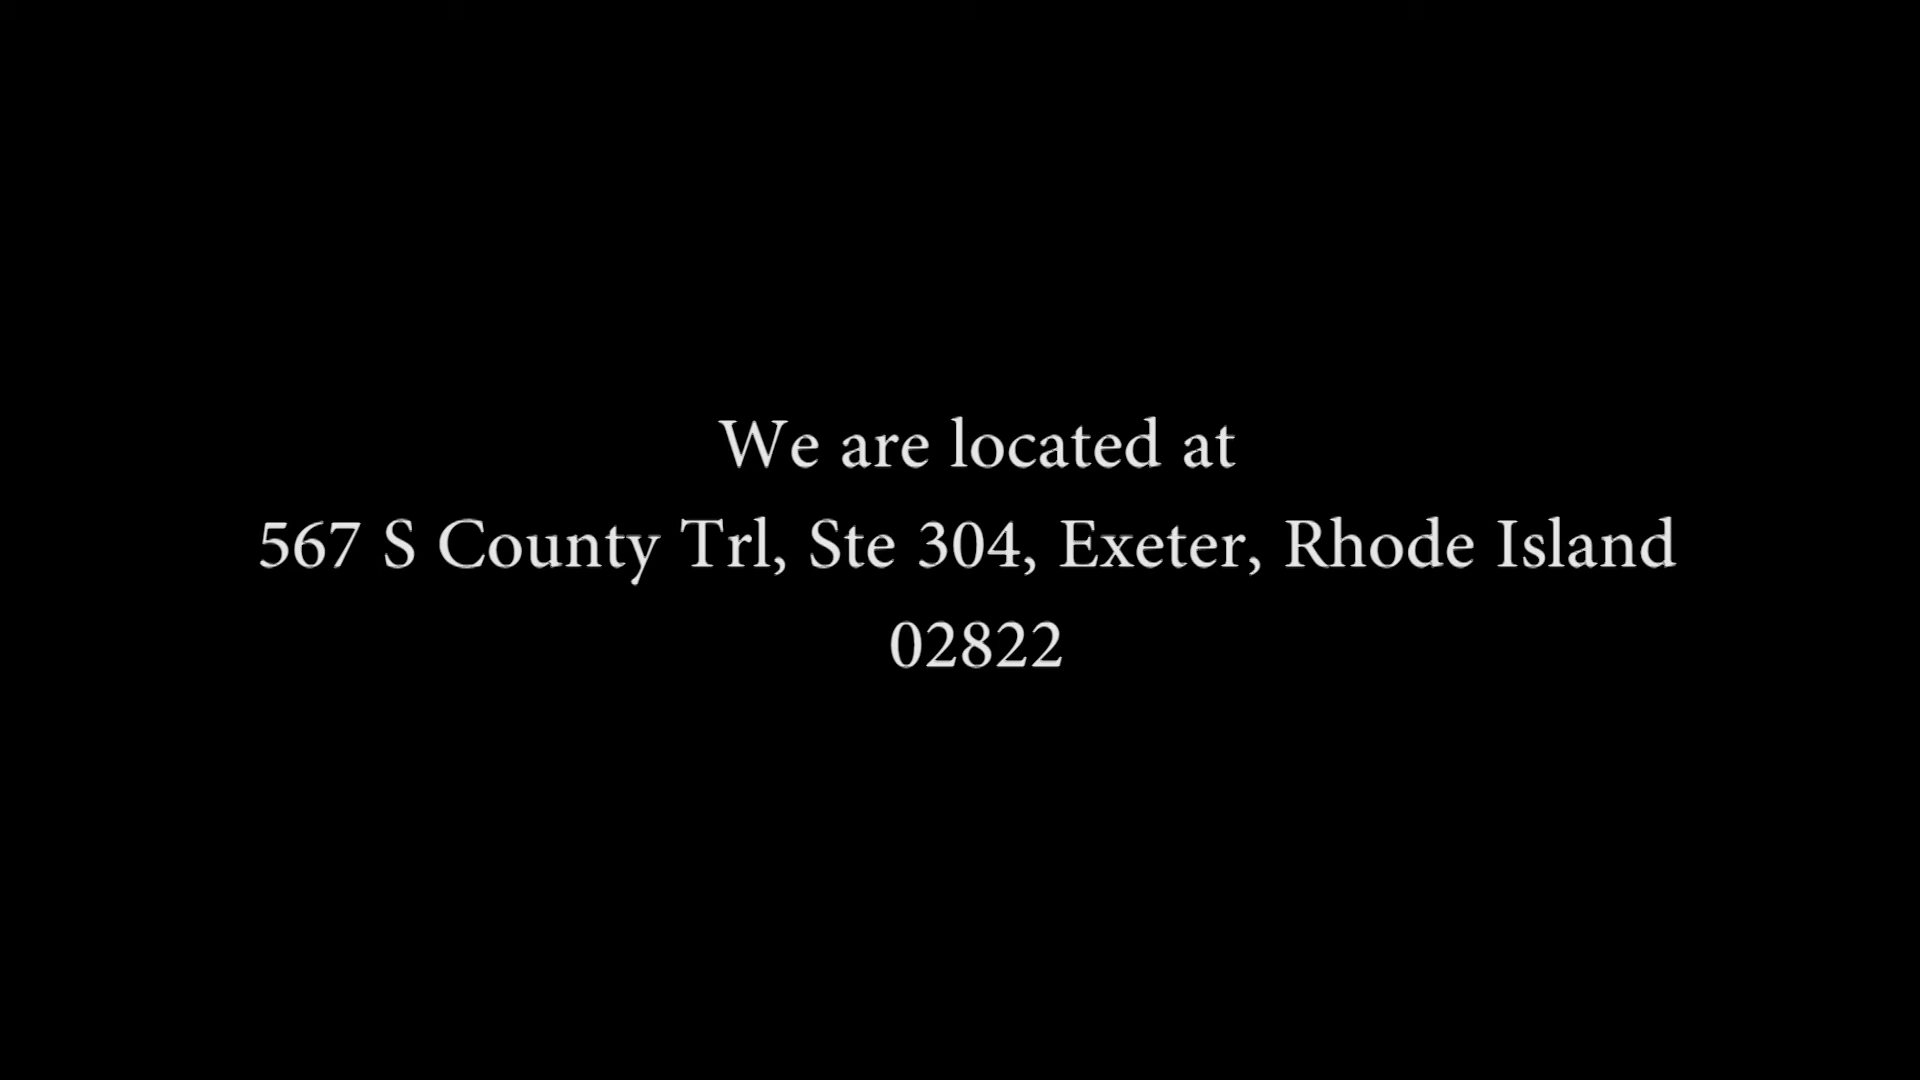 We are located at
567 S County Trl, Ste 304, Exeter, Rhode Island
02822